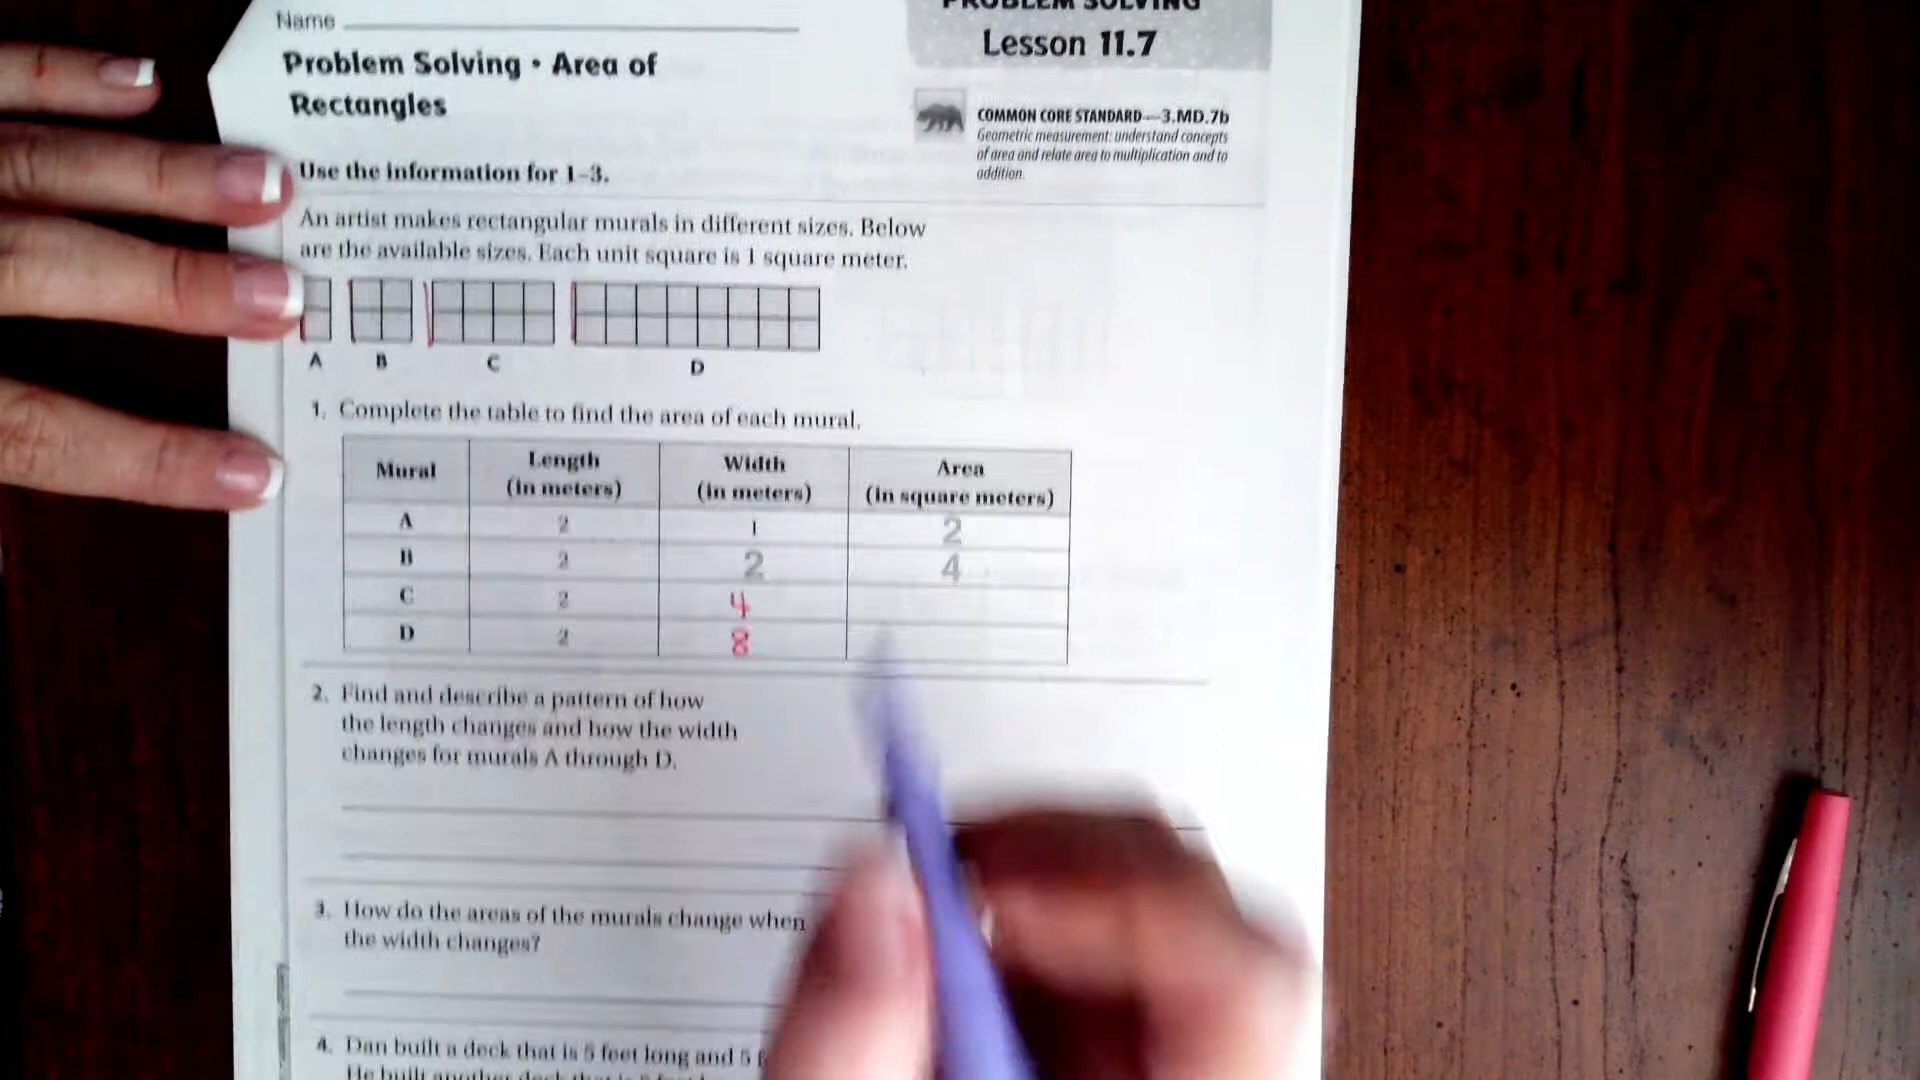 Name
PROBLEM SOLVING
Lesson 11.7
Problem Solving • Area of
Rectangles
COMMON CORE STANDARD—3.MD.7b
Geometric measurement: understand concepts
of area and relate area to multiplication and to
addition.
Use the information for 1–3.
An artist makes rectangular murals in different sizes. Below
are the available sizes. Each unit square is 1 square meter.
A B C D
1. Complete the table to find the area of each mural.
Mural Length (in meters) Width (in meters) Area (in square meters)
A 2 1 2
B 2 2 4
C 2 4
D 2 8
2. Find and describe a pattern of how
the length changes and how the width
changes for murals A through D.
3. How do the areas of the murals change when
the width changes?
4. Dan built a deck that is 5 feet long and 5
He built another deck that is